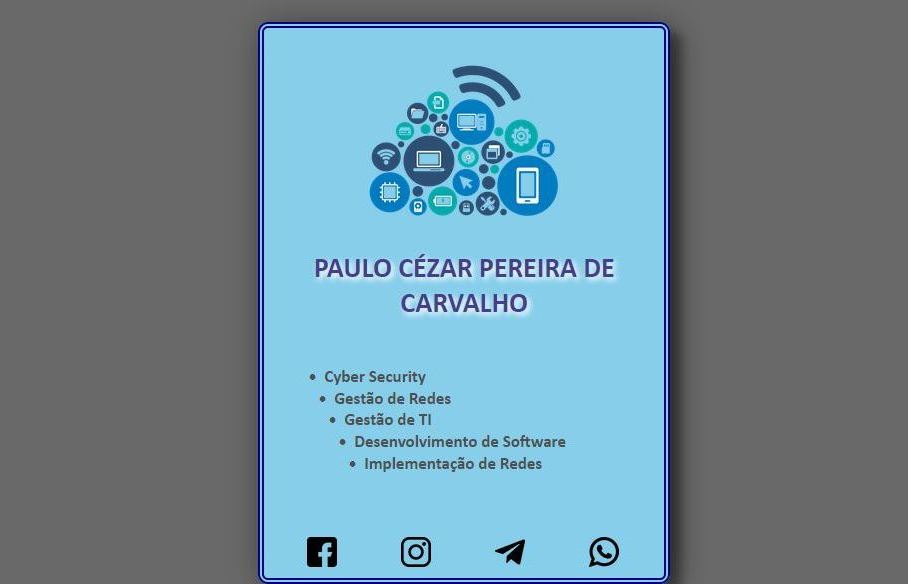 PAULO CÉZAR PEREIRA DE
CARVALHO
• Cyber Security
• Gestão de Redes
• Gestão de TI
• Desenvolvimento de Software
• Implementação de Redes